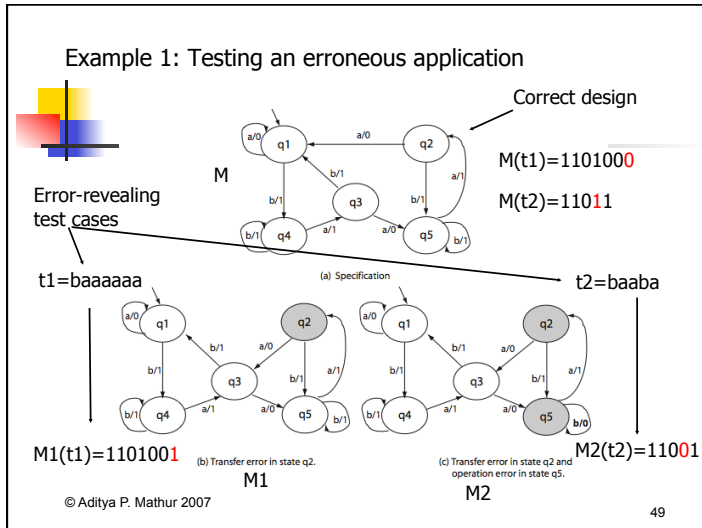 Example 1: Testing an erroneous application
Correct design
a/0
q1
a/0
q2
M
b/1
b/1
q3
b/1
a/1
b/1
q4
a/1
a/0
q5
b/1
M(t1)=1101000
M(t2)=11011
Error-revealing
test cases
(a) Specification
t1=baaaaaa
t2=baaba
a/0
q1
q2
b/1
a/0
b/1
q3
b/1
a/1
b/1
q4
a/1
a/0
q5
b/1
a/0
q1
q2
b/1
a/0
b/1
q3
b/1
a/1
b/1
q4
a/1
a/0
q5
b/0
M1(t1)=1101001
(b) Transfer error in state q2.
M1
(c) Transfer error in state q2 and
operation error in state q5.
M2
M2(t2)=11001
© Aditya P. Mathur 2007
49